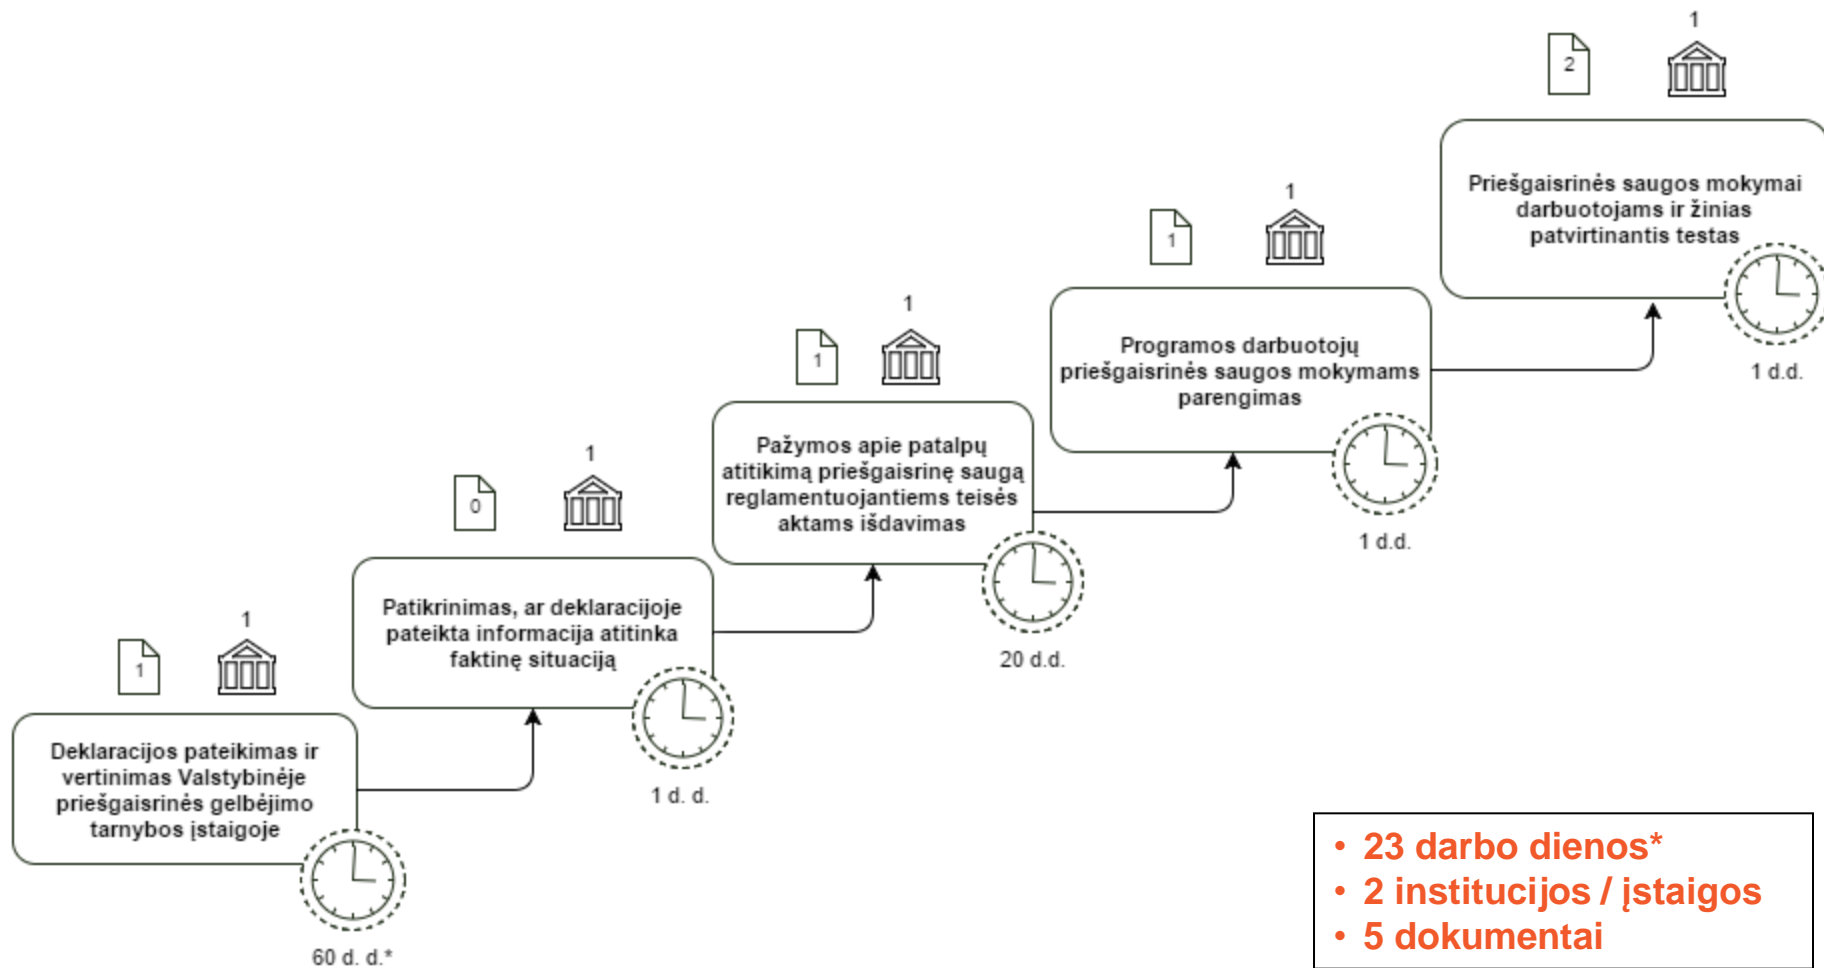 1
2
Priešgaisrinės saugos mokymai
darbuotojams ir žinias
patvirtinantis testas
1 d.d.
1
1
Programos darbuotojų
priešgaisrinės saugos mokymams
parengimas
1 d.d.
1
1
Pažymos apie patalpų
atitikimą priešgaisrinę saugą
reglamentuojantiems teisės
aktams išdavimas
20 d.d.
1
0
Patikrinimas, ar deklaracijoje
pateikta informacija atitinka
faktinę situaciją
1 d. d.
1
1
Deklaracijos pateikimas ir
vertinimas Valstybinėje
priešgaisrinės gelbėjimo
tarnybos įstaigoje
60 d. d.*
• 23 darbo dienos*
• 2 institucijos / įstaigos
• 5 dokumentai